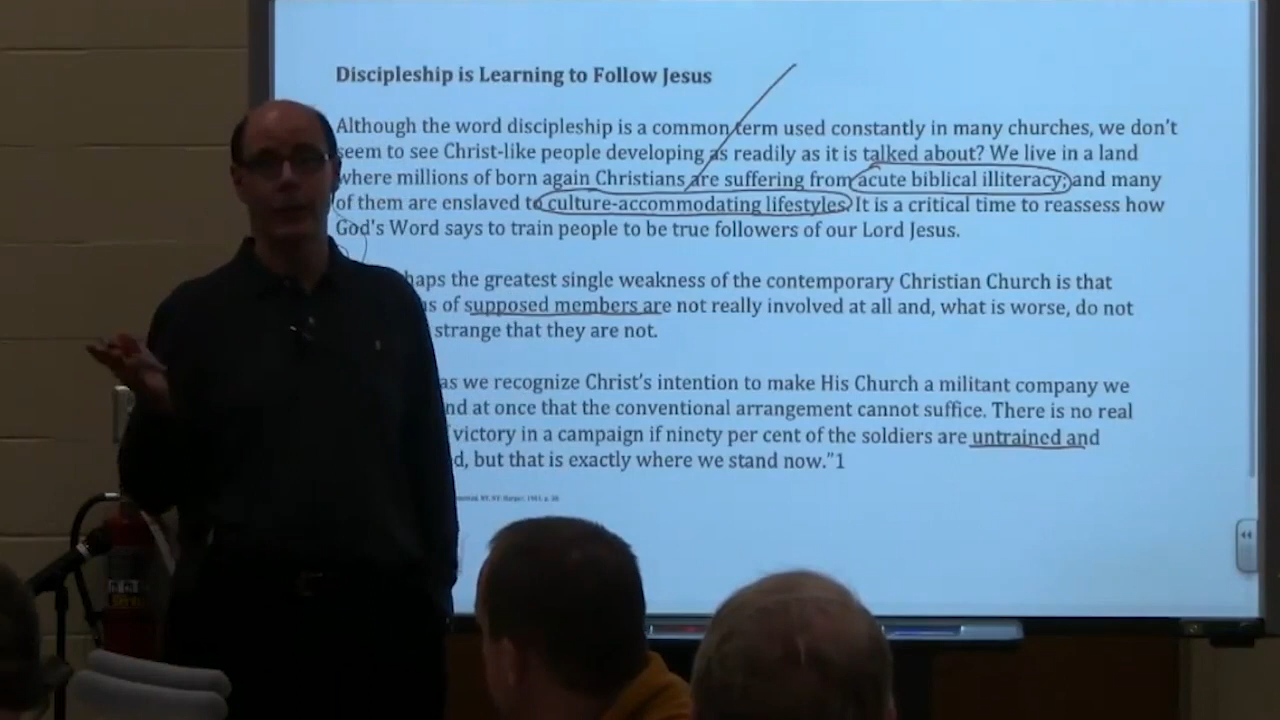 Discipleship is Learning to Follow Jesus
Although the word discipleship is a common term used constantly in many churches, we don't
seem to see Christ-like people developing as readily as it is talked about? We live in a land
where millions of born again Christians are suffering from acute biblical illiteracy; and many
of them are enslaved to culture-accommodating lifestyles. It is a critical time to reassess how
God's Word says to train people to be true followers of our Lord Jesus.
haps the greatest single weakness of the contemporary Christian Church is that
s of supposed members are not really involved at all and, what is worse, do not
strange that they are not.
as we recognize Christ's intention to make His Church a militant company we
nd at once that the conventional arrangement cannot suffice. There is no real
victory in a campaign if ninety per cent of the soldiers are untrained and
d, but that is exactly where we stand now."1